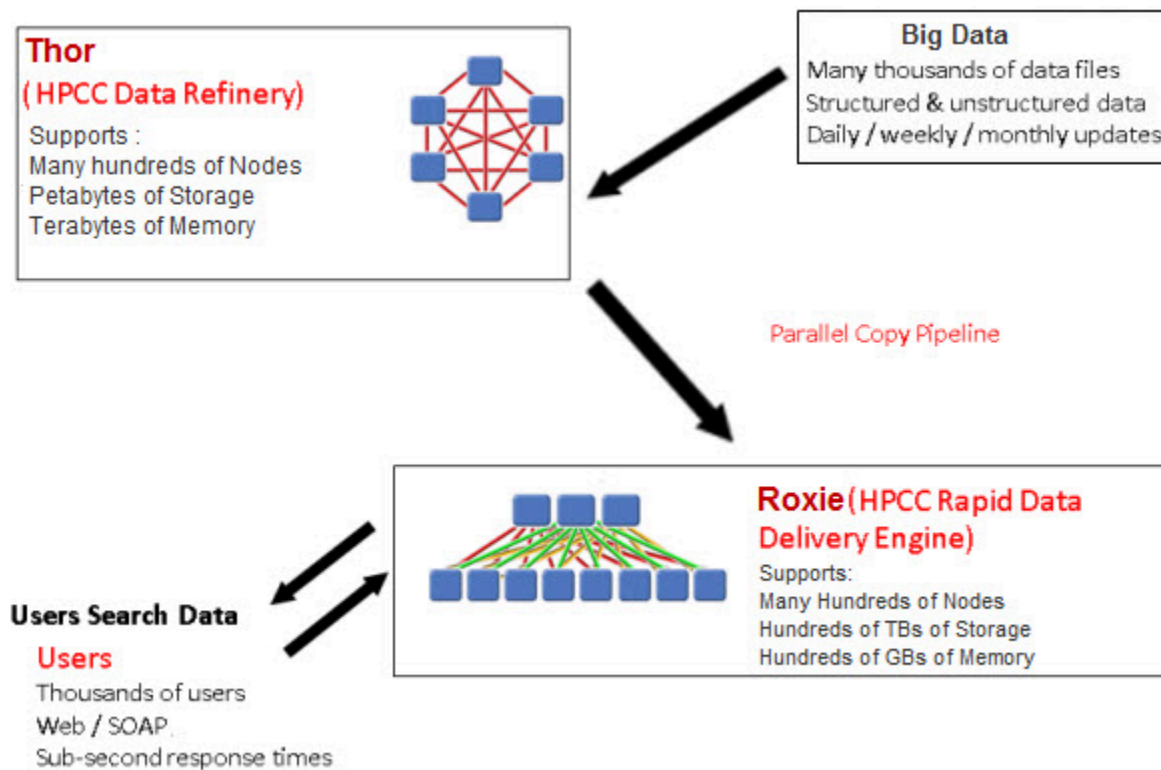 Thor
(HPCC Data Refinery)
Supports :
Many hundreds of Nodes
Petabytes of Storage
Terabytes of Memory
Big Data
Many thousands of data files
Structured & unstructured data
Daily / weekly / monthly updates
Parallel Copy Pipeline
Roxie (HPCC Rapid Data
Delivery Engine)
Supports:
Many Hundreds of Nodes
Hundreds of TBs of Storage
Hundreds of GBs of Memory
Users Search Data
Users
Thousands of users
Web / SOAP
Sub-second response times